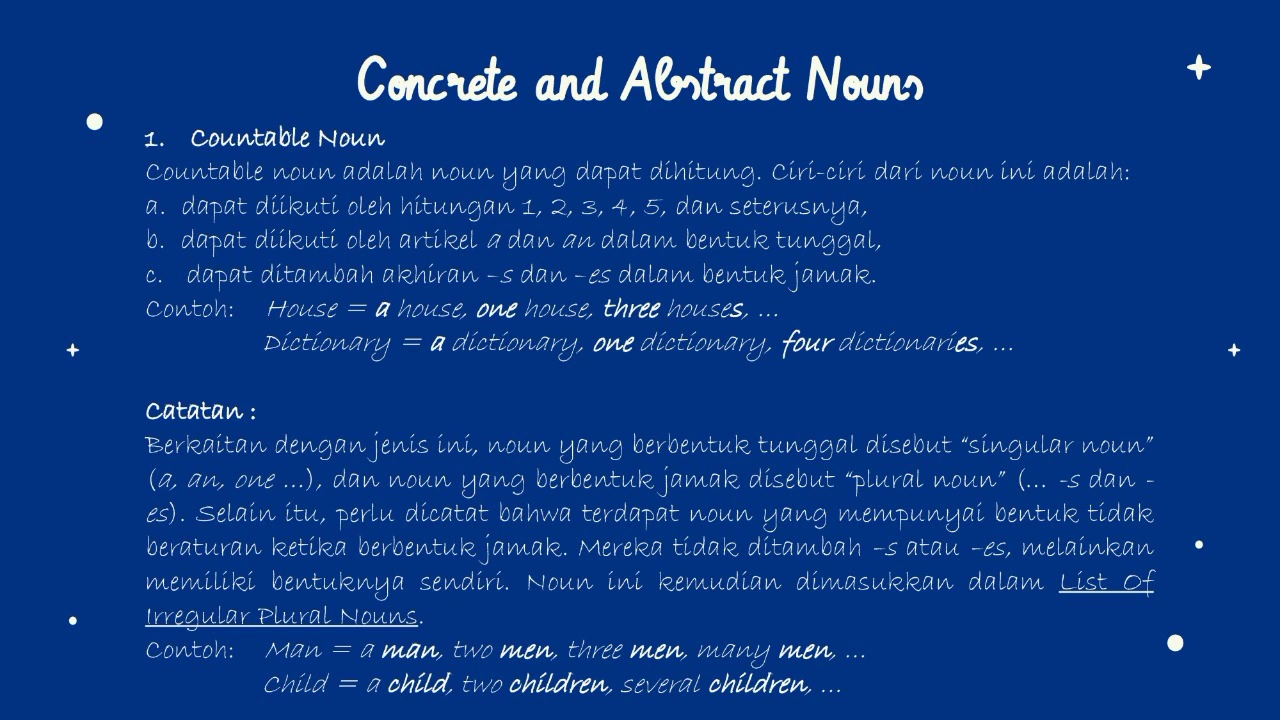 Concrete and Abstract Nouns
1. Countable Noun
Countable noun adalah noun yang dapat dihitung. Ciri-ciri dari noun ini adalah:
a. dapat diikuti oleh hitungan 1, 2, 3, 4, 5, dan seterusnya,
b. dapat diikuti oleh artikel a dan an dalam bentuk tunggal,
c. dapat ditambah akhiran –s dan –es dalam bentuk jamak.
Contoh: House = a house, one house, three houses, ...
Dictionary = a dictionary, one dictionary, four dictionaries, ...
Catatan :
Berkaitan dengan jenis ini, noun yang berbentuk tunggal disebut “singular noun”
(a, an, one ...), dan noun yang berbentuk jamak disebut “plural noun” (... -s dan -
es). Selain itu, perlu dicatat bahwa terdapat noun yang mempunyai bentuk tidak
beraturan ketika berbentuk jamak. Mereka tidak ditambah –s atau –es, melainkan
memiliki bentuknya sendiri. Noun ini kemudian dimasukkan dalam List Of
Irregular Plural Nouns.
Contoh: Man = a man, two men, three men, many men, ...
Child = a child, two children, several children, ...